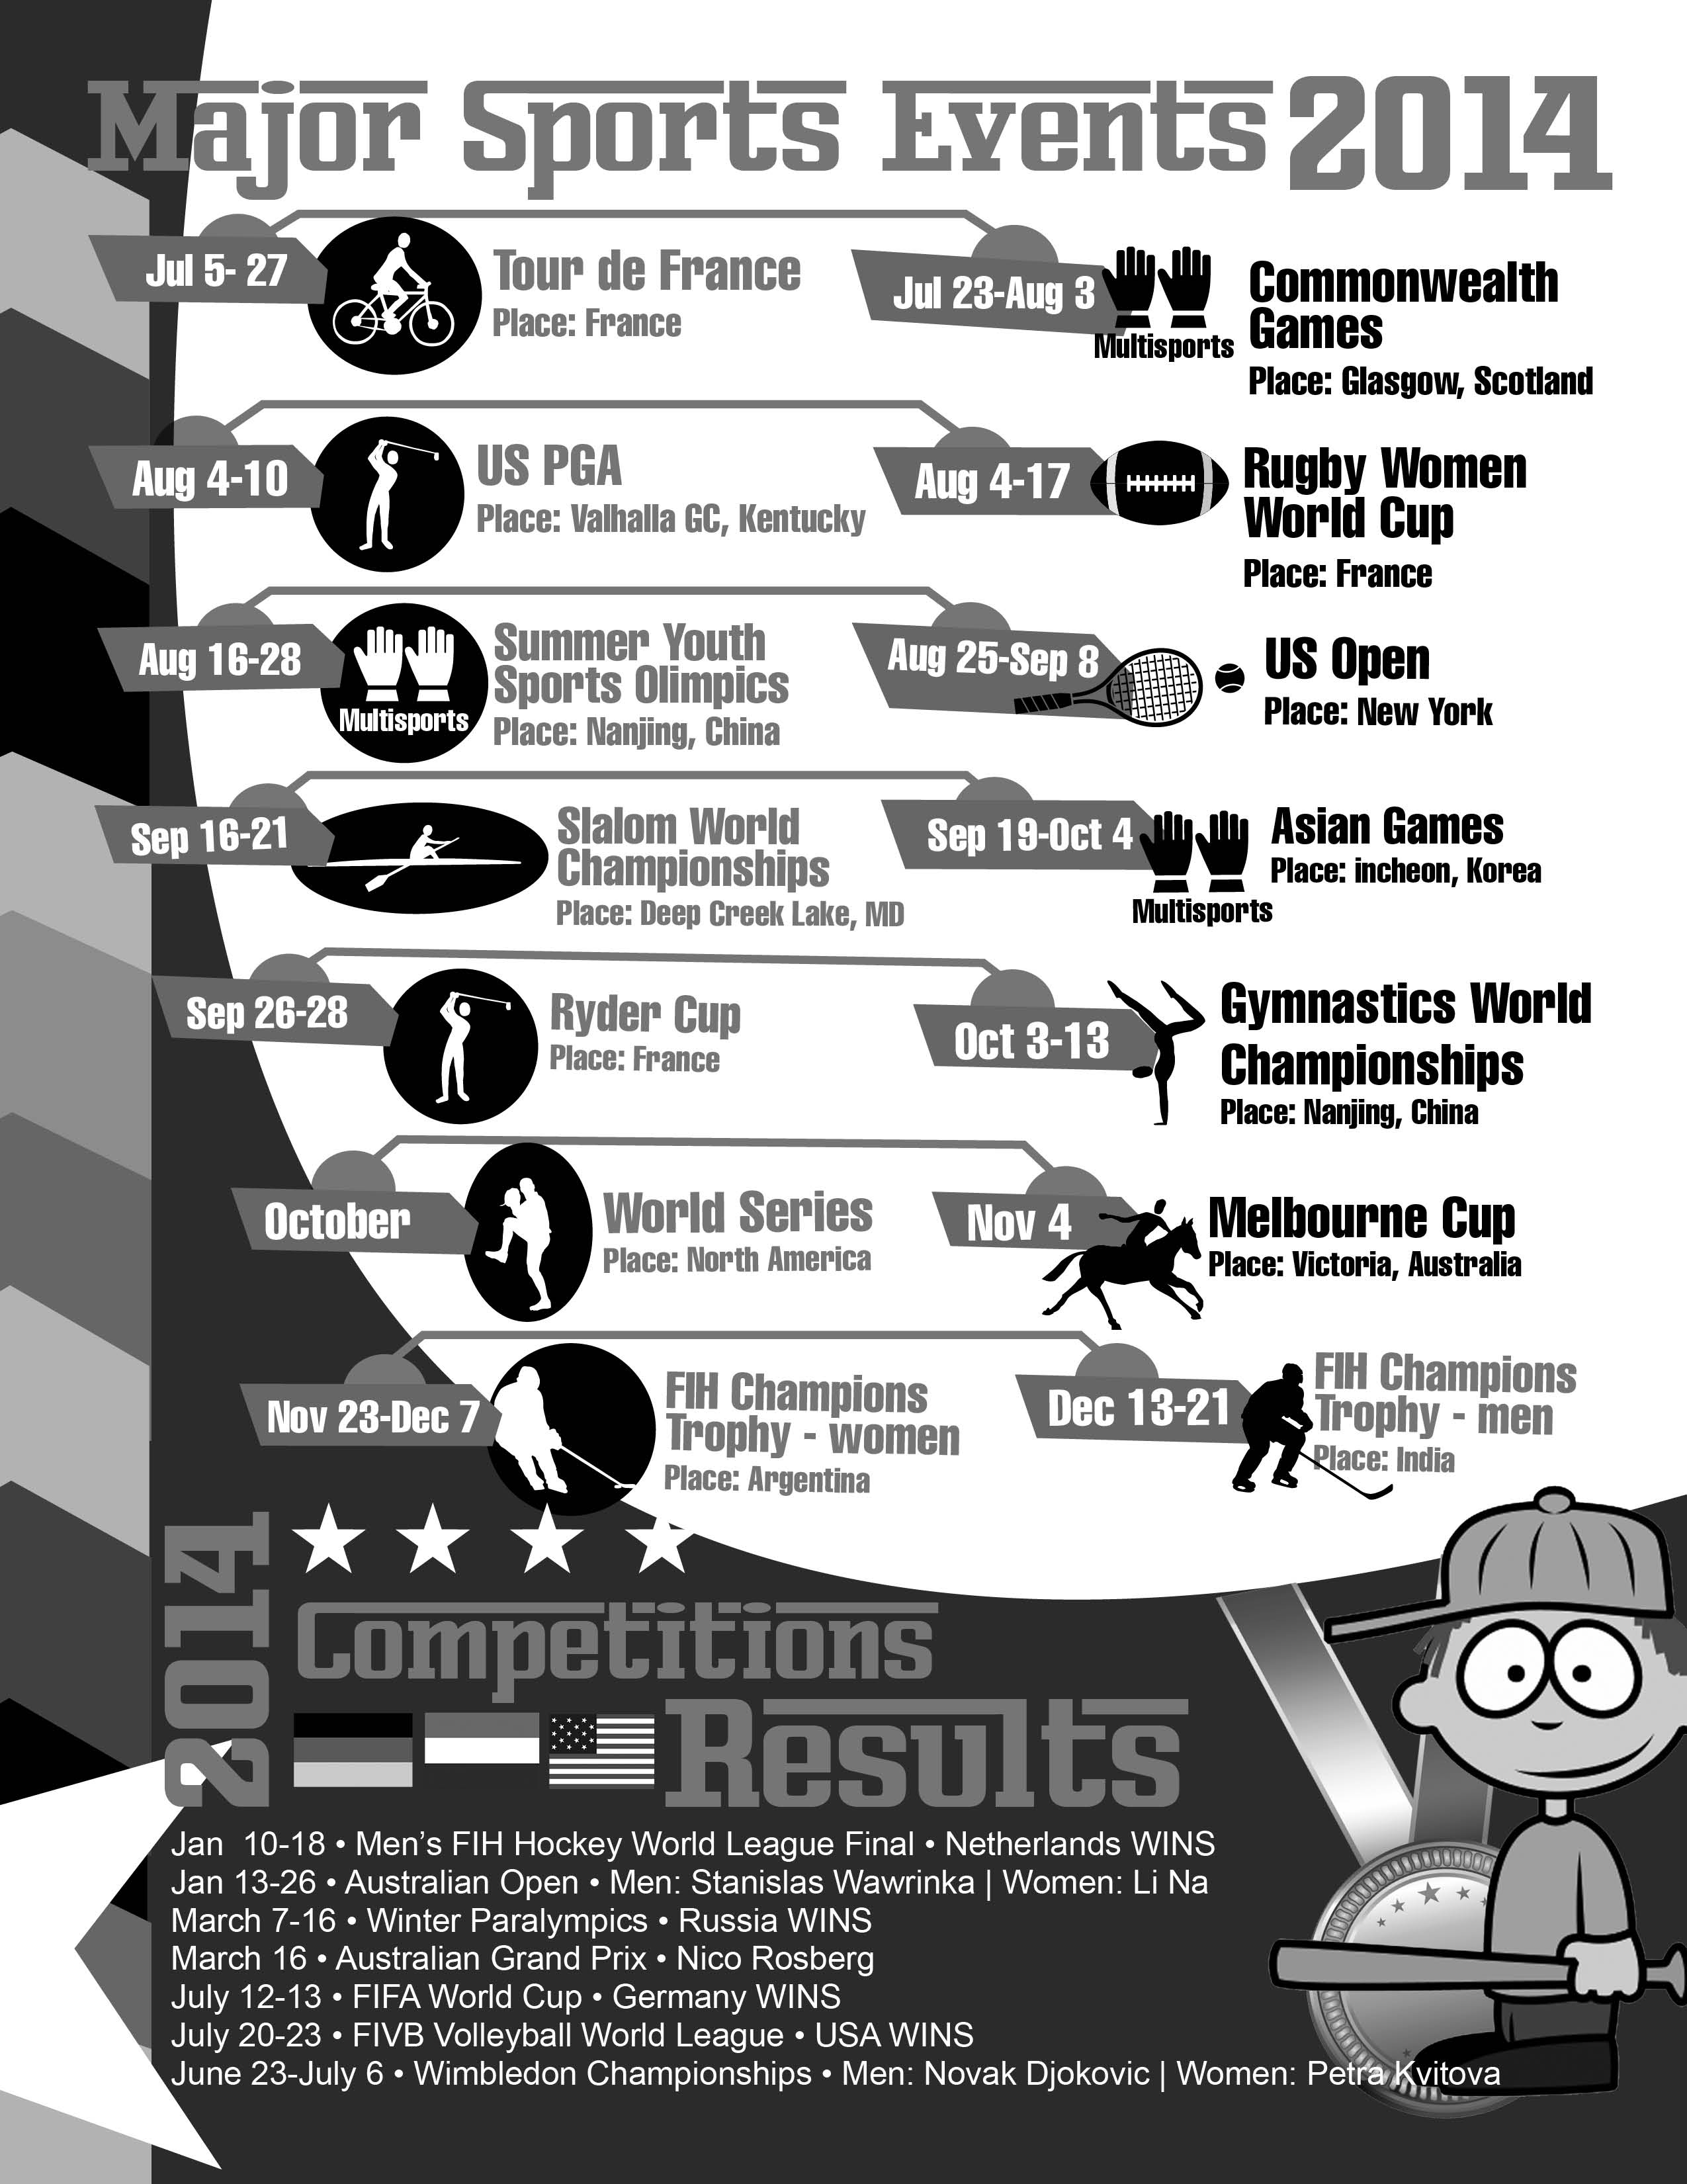 Major Sports Events 2014
Jul 5- 27
Tour de France
Place: France
Jul 23-Aug 3
Multisports
Commonwealth
Games
Place: Glasgow, Scotland
Aug 4-10
US PGA
Place: Valhalla GC, Kentucky
Aug 4-17
Rugby Women
World Cup
Place: France
Aug 16-28
Multisports
Summer Youth
Sports Olimpics
Place: Nanjing, China
Aug 25-Sep 8
US Open
Place: New York
Sep 16-21
Slalom World
Championships
Place: Deep Creek Lake, MD
Sep 19-Oct 4
Multisports
Asian Games
Place: incheon, Korea
Sep 26-28
Ryder Cup
Place: France
Oct 3-13
Gymnastics World
Championships
Place: Nanjing, China
October
World Series
Place: North America
Nov 4
Melbourne Cup
Place: Victoria, Australia
Nov 23-Dec 7
FIH Champions
Trophy - women
Place: Argentina
Dec 13-21
FIH Champions
Trophy - men
Place: India
2014
Competitions
Results
Jan 10-18 • Men’s FIH Hockey World League Final • Netherlands WINS
Jan 13-26 • Australian Open • Men: Stanislas Wawrinka | Women: Li Na
March 7-16 • Winter Paralympics • Russia WINS
March 16 • Australian Grand Prix • Nico Rosberg
July 12-13 • FIFA World Cup • Germany WINS
July 20-23 • FIVB Volleyball World League • USA WINS
June 23-July 6 • Wimbledon Championships • Men: Novak Djokovic | Women: Petra Kvitova